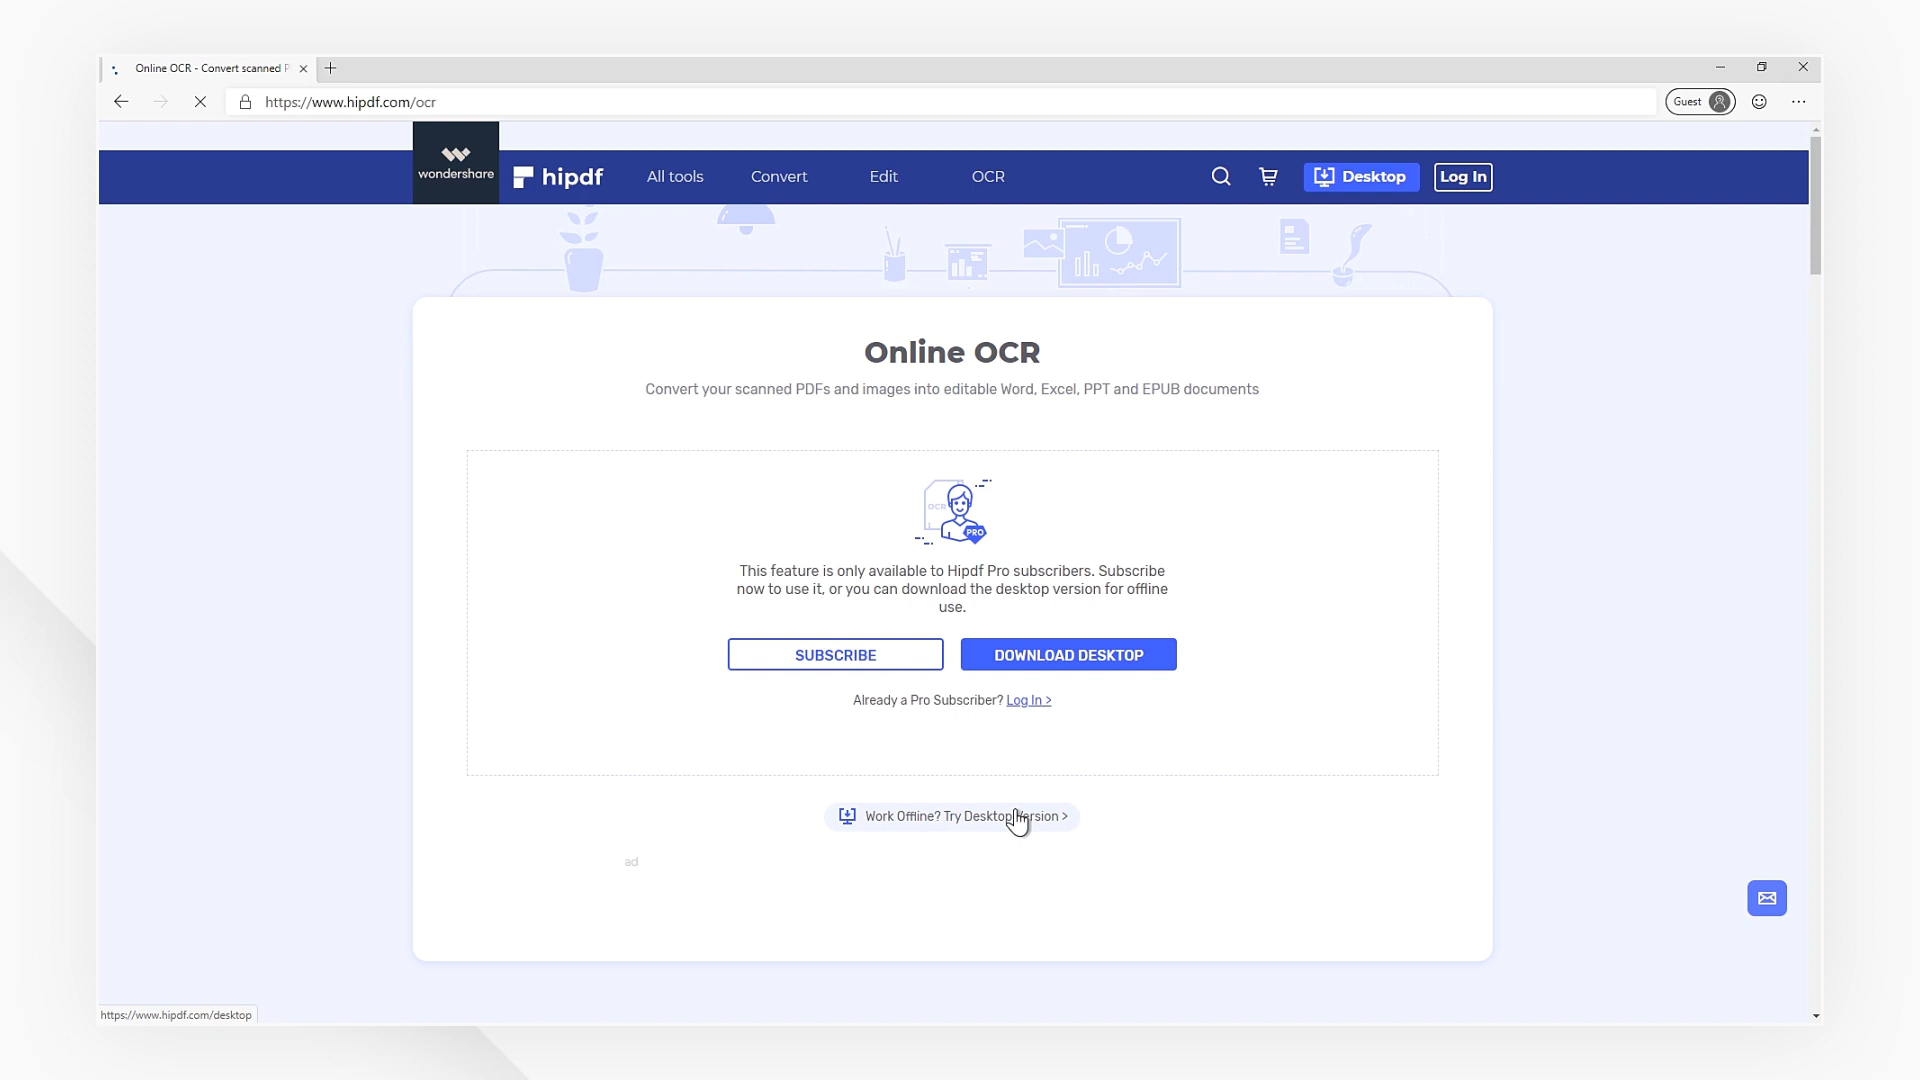 Online OCR - Convert scanned P
https://www.hipdf.com/ocr
Guest
wondershare
hipdf
All tools
Convert
Edit
OCR
Desktop
Log In
Online OCR
Convert your scanned PDFs and images into editable Word, Excel, PPT and EPUB documents
OCR
PRO
This feature is only available to Hipdf Pro subscribers. Subscribe
now to use it, or you can download the desktop version for offline
use.
SUBSCRIBE
DOWNLOAD DESKTOP
Already a Pro Subscriber? Log In >
Work Offline? Try Desktop Version >
ad
https://www.hipdf.com/desktop